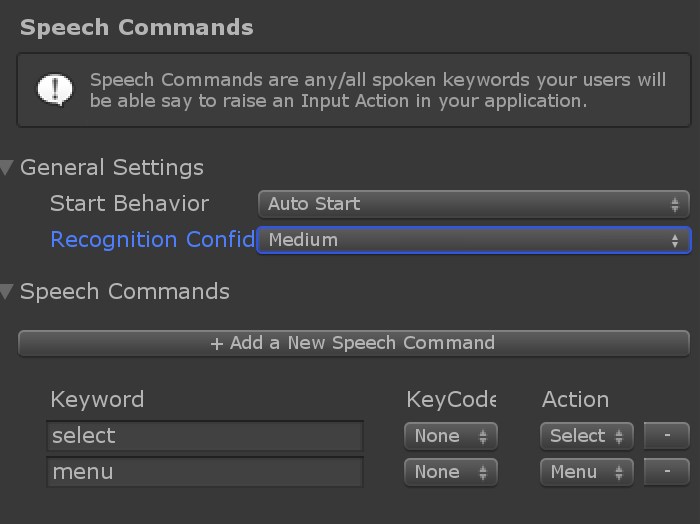 Speech Commands
Speech Commands are any/all spoken keywords your users will
be able say to raise an Input Action in your application.
General Settings
Start Behavior Auto Start
Recognition Confid Medium
Speech Commands
+ Add a New Speech Command
Keyword KeyCode Action
select None Select -
menu None Menu -